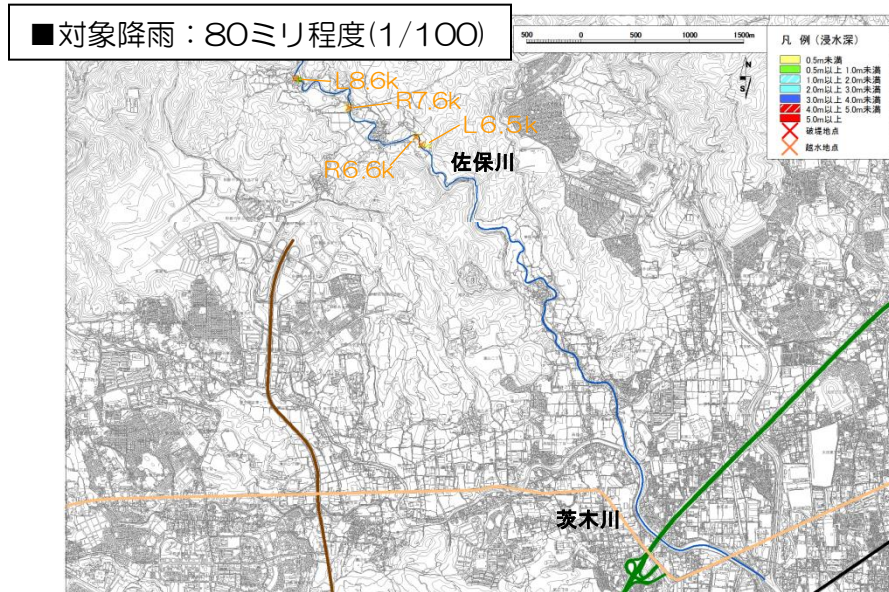 ■対象降雨：80ミリ程度(1/100)
500 0 500 1000 1500m
凡 例（浸水深）
0.5m未満
0.5m以上 1.0m未満
1.0m以上 2.0m未満
2.0m以上 3.0m未満
3.0m以上 4.0m未満
4.0m以上 5.0m未満
5.0m以上
破堤地点
越水地点
N
S
L8.6k
R7.6k
L6.5k
R6.6k
佐保川
茨木川